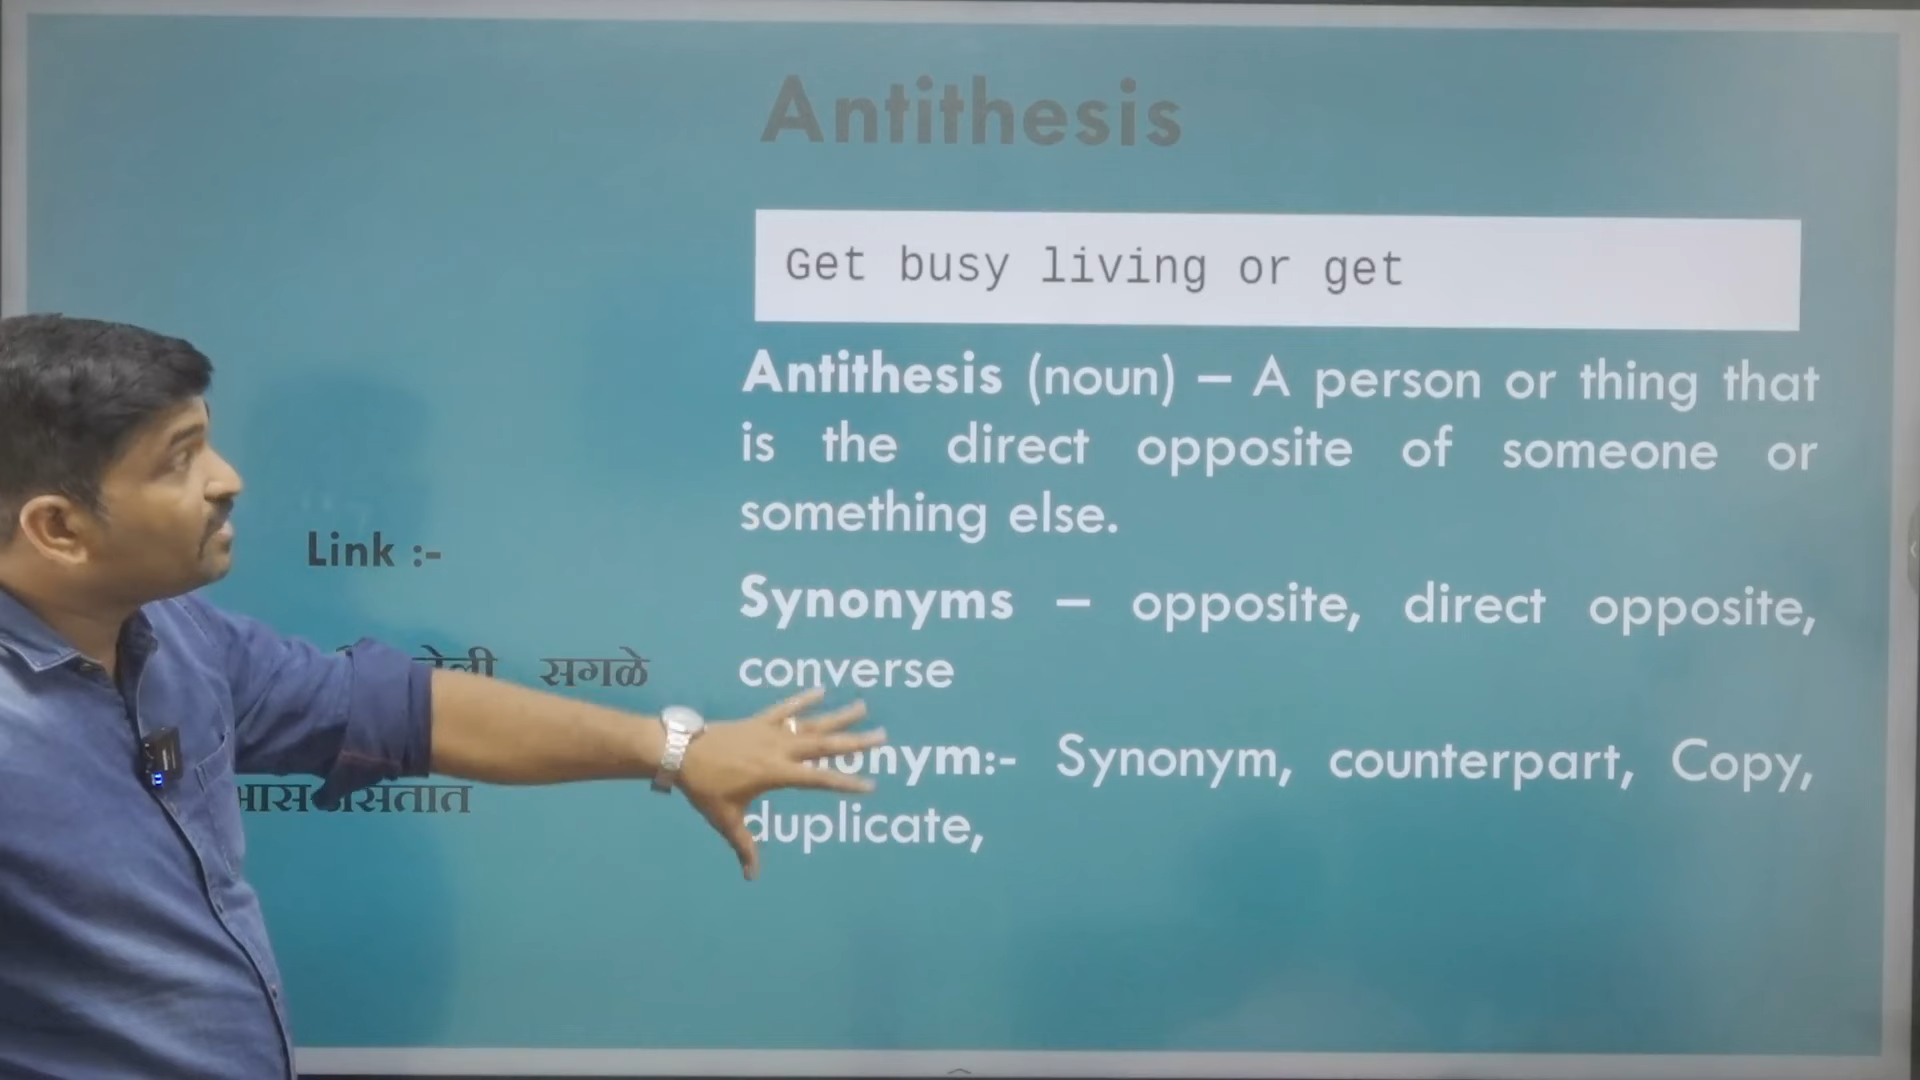 Antithesis
Get busy living or get
Antithesis (noun) – A person or thing that
is the direct opposite of someone or
something else.
Link :-
Synonyms – opposite, direct opposite,
converse
सगळे
:- Synonym, counterpart, Copy,
duplicate,